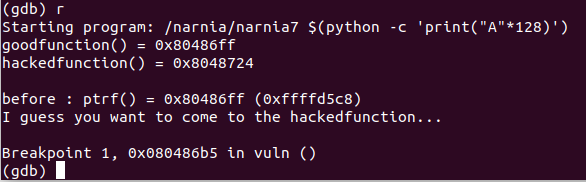 (gdb) r
Starting program: /narnia/narnia7 $(python -c 'print("A"*128)')
goodfunction() = 0x80486ff
hackedfunction() = 0x8048724
before : ptrf() = 0x80486ff (0xffffd5c8)
I guess you want to come to the hackedfunction...
Breakpoint 1, 0x080486b5 in vuln ()
(gdb)